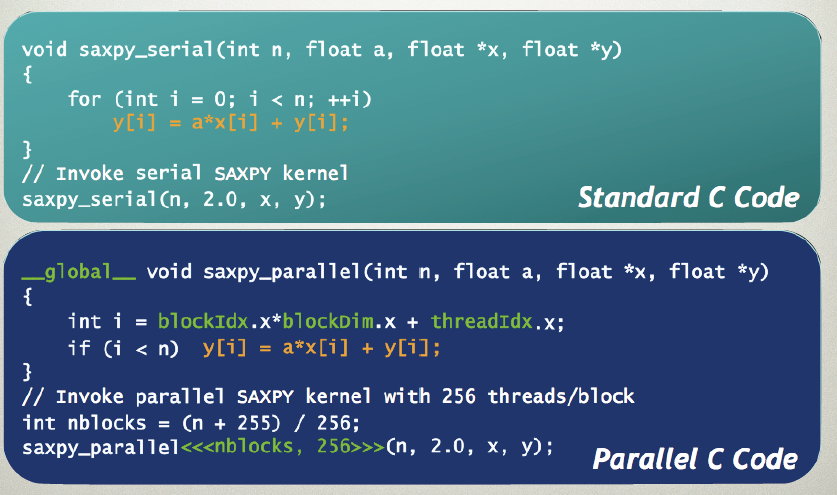 void saxpy_serial(int n, float a, float *x, float *y)
{
    for (int i = 0; i < n; ++i)
        y[i] = a*x[i] + y[i];
}
// Invoke serial SAXPY kernel
saxpy_serial(n, 2.0, x, y);
Standard C Code
__global__ void saxpy_parallel(int n, float a, float *x, float *y)
{
    int i = blockIdx.x*blockDim.x + threadIdx.x;
    if (i < n)  y[i] = a*x[i] + y[i];
}
// Invoke parallel SAXPY kernel with 256 threads/block
int nblocks = (n + 255) / 256;
saxpy_parallel<<<nblocks, 256>>>(n, 2.0, x, y);
Parallel C Code